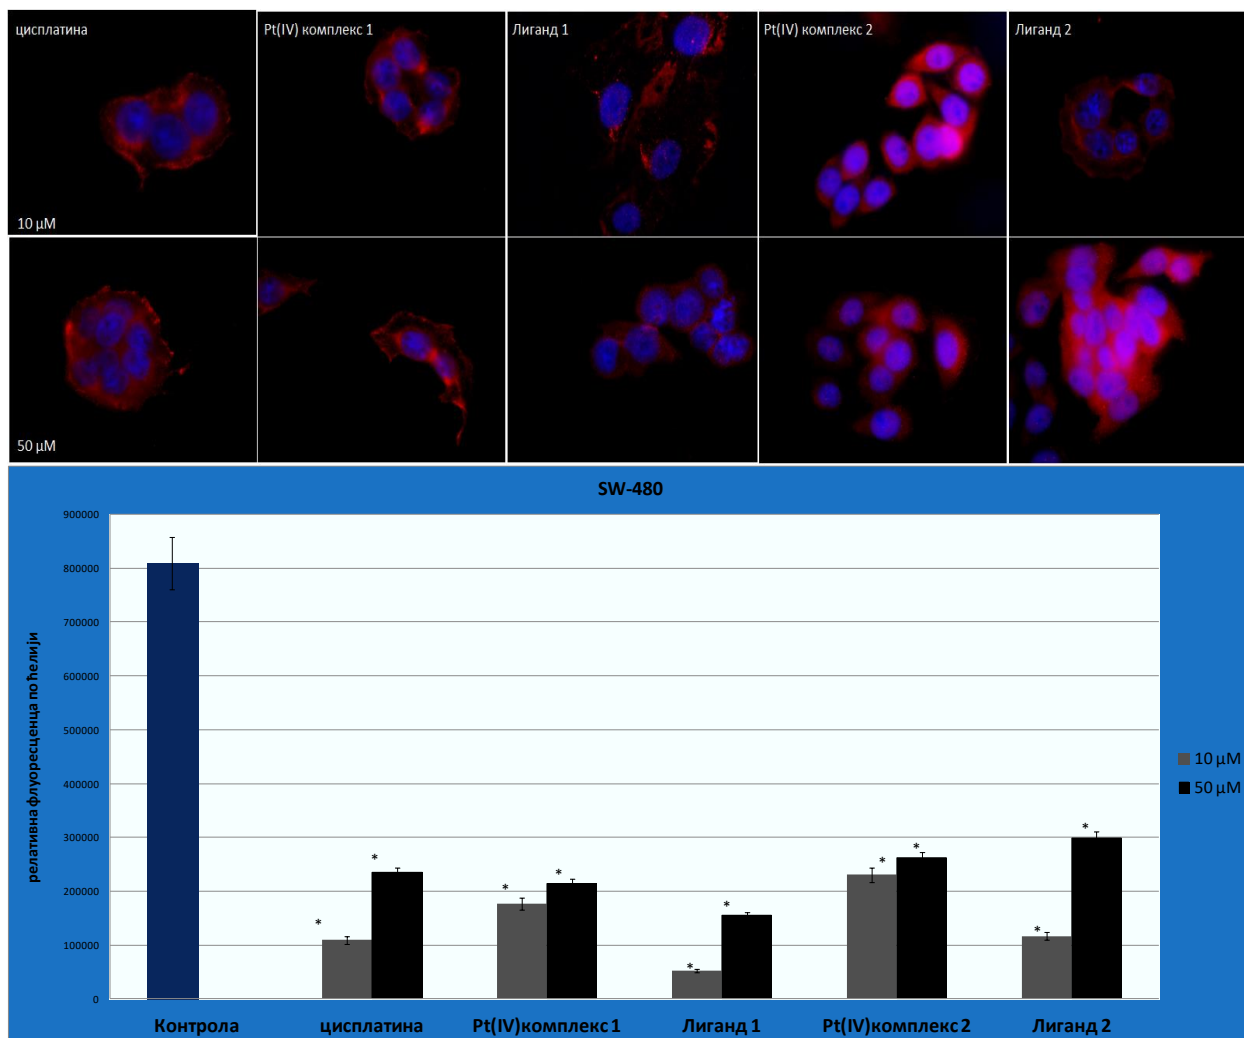 цисплатина
Pt(IV) комплекс 1
Лиганд 1
Pt(IV) комплекс 2
Лиганд 2
10 µM
50 µM
SW-480
900000
800000
700000
600000
500000
400000
300000
200000
100000
0
релативна флуоресценца по ћелији
* * * * * * * * * *
10 µM
50 µM
Контрола
цисплатина
Pt(IV)комплекс 1
Лиганд 1
Pt(IV)комплекс 2
Лиганд 2